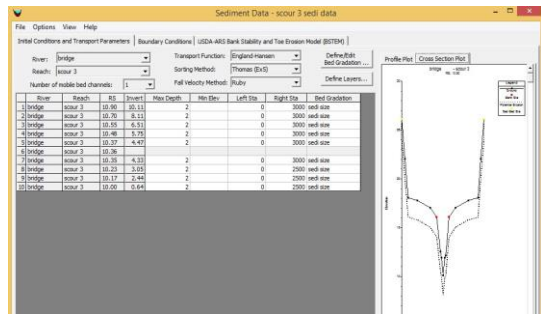 Sediment Data - scour 3 sedi data
File Options View Help
Initial Conditions and Transport Parameters Boundary Conditions USDA-ARS Bank Stability and Toe Erosion Model (BSTEM)
River: bridge Transport Function: England-Hansen Define/Edit Bed Gradation ...
Reach: scour 3 Sorting Method: Thomas (Ex5) Define Layers...
Number of mobile bed channels: 1 Fall Velocity Method: Ruby
Profile Plot Cross Section Plot
River Reach RS Invert Max Depth Min Elev Left Sta Right Sta Bed Gradation
1 bridge scour 3 10.90 10.11 2 0 3000 sedi size
2 bridge scour 3 10.70 8.11 2 0 3000 sedi size
3 bridge scour 3 10.55 6.51 2 0 3000 sedi size
4 bridge scour 3 10.48 5.75 2 0 3000 sedi size
5 bridge scour 3 10.37 4.47 2 0 3000 sedi size
6 bridge scour 3 10.36
7 bridge scour 3 10.35 4.33 2 0 3000 sedi size
8 bridge scour 3 10.23 3.05 2 0 2500 sedi size
9 bridge scour 3 10.17 2.44 2 0 2500 sedi size
10 bridge scour 3 10.00 0.64 2 0 2500 sedi size
bridge scour 3
Legend